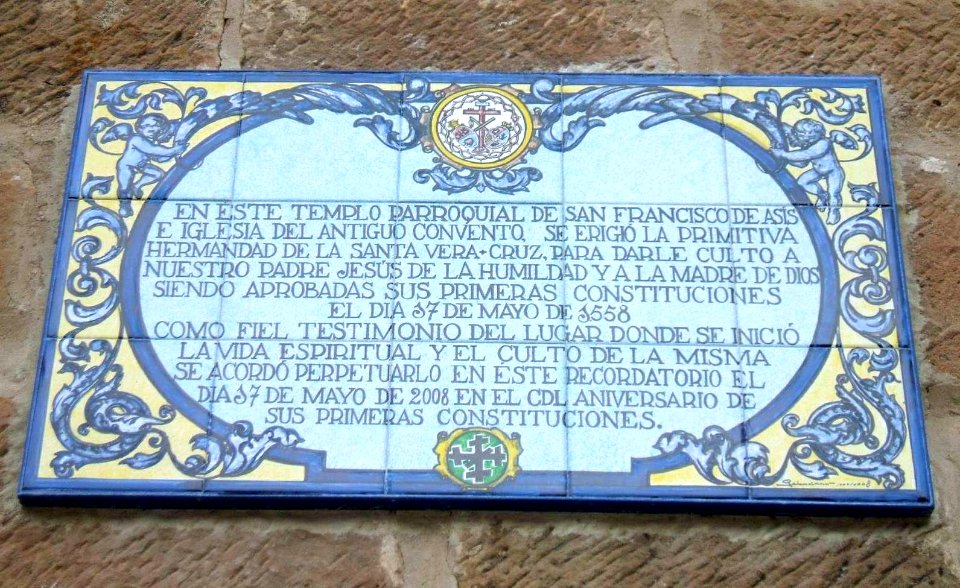 EN ESTE TEMPLO PARROQUIAL DE SAN FRANCISCO DE ASIS
E IGLESIA DEL ANTIGUO CONVENTO, SE ERIGIÓ LA PRIMITIVA
HERMANDAD DE LA SANTA VERA+CRUZ, PARA DARLE CULTO A
NUESTRO PADRE JESÚS DE LA HUMILDAD Y A LA MADRE DE DIOS
SIENDO APROBADAS SUS PRIMERAS CONSTITUCIONES
EL DÍA 17 DE MAYO DE 1558
COMO FIEL TESTIMONIO DEL LUGAR DONDE SE INICIÓ
LA VIDA ESPIRITUAL Y EL CULTO DE LA MISMA
SE ACORDÓ PERPETUARLO EN ESTE RECORDATORIO EL
DÍA 17 DE MAYO DE 2008 EN EL CDL ANIVERSARIO DE
SUS PRIMERAS CONSTITUCIONES.